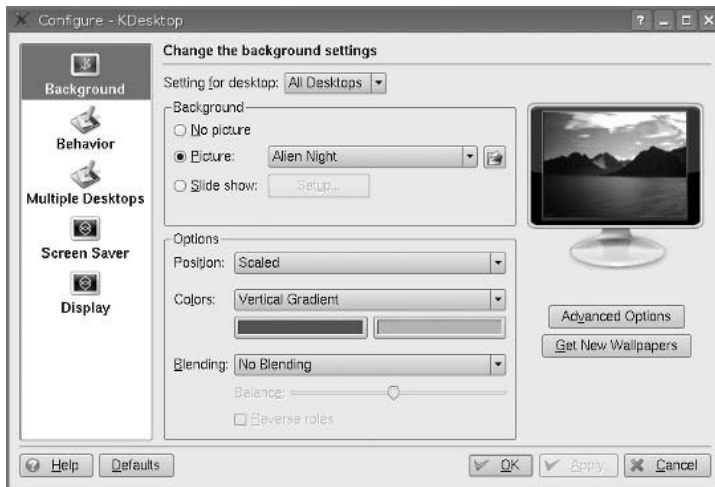 Configure - KDesktop
Change the background settings
Background
Behavior
Multiple Desktops
Screen Saver
Display
Setting for desktop: All Desktops
Background
No picture
Picture: Alien Night
Slide show: Setup...
Options
Position: Scaled
Colors: Vertical Gradient
Blending: No Blending
Balance:
Reverse roles
Advanced Options
Get New Wallpapers
Help Defaults OK Apply Cancel